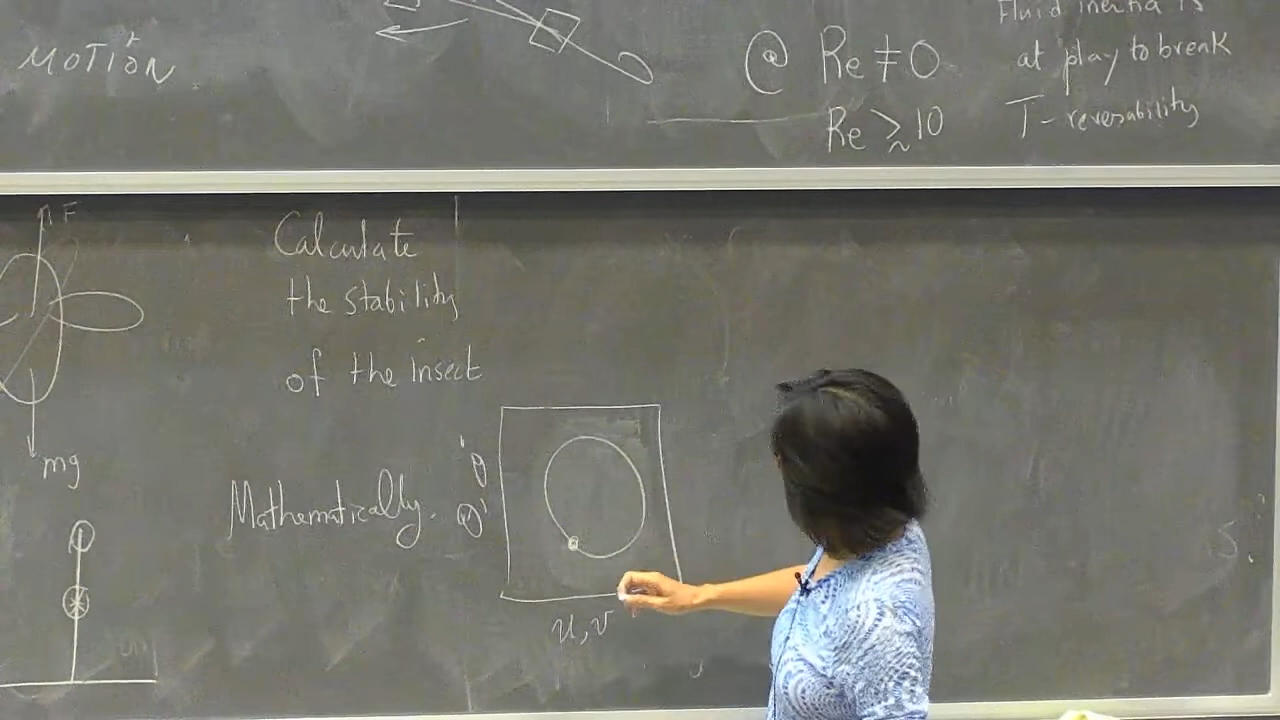 MOTION
@ Re ≠ 0
Re ≳ 10
Fluid inertia is
at play to break
T- reversability
F
mg
Calculate
the stability
of the insect
Mathematically.
u, v